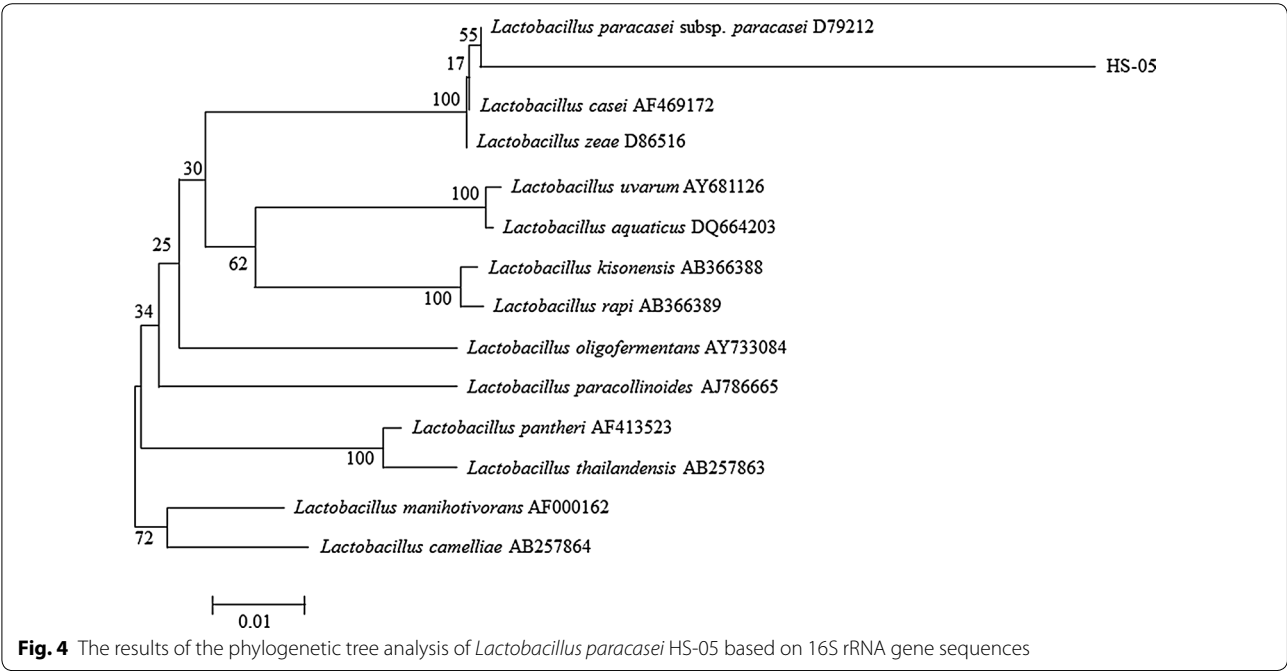 55
Lactobacillus paracasei subsp. paracasei D79212
17
HS-05
100
Lactobacillus casei AF469172
Lactobacillus zeae D86516
30
100
Lactobacillus uvarum AY681126
Lactobacillus aquaticus DQ664203
25
62
Lactobacillus kisonensis AB366388
100
Lactobacillus rapi AB366389
34
Lactobacillus oligofermentans AY733084
Lactobacillus paracollinoides AJ786665
Lactobacillus pantheri AF413523
100
Lactobacillus thailandensis AB257863
Lactobacillus manihotivorans AF000162
72
Lactobacillus camelliae AB257864
0.01
Fig. 4 The results of the phylogenetic tree analysis of Lactobacillus paracasei HS-05 based on 16S rRNA gene sequences